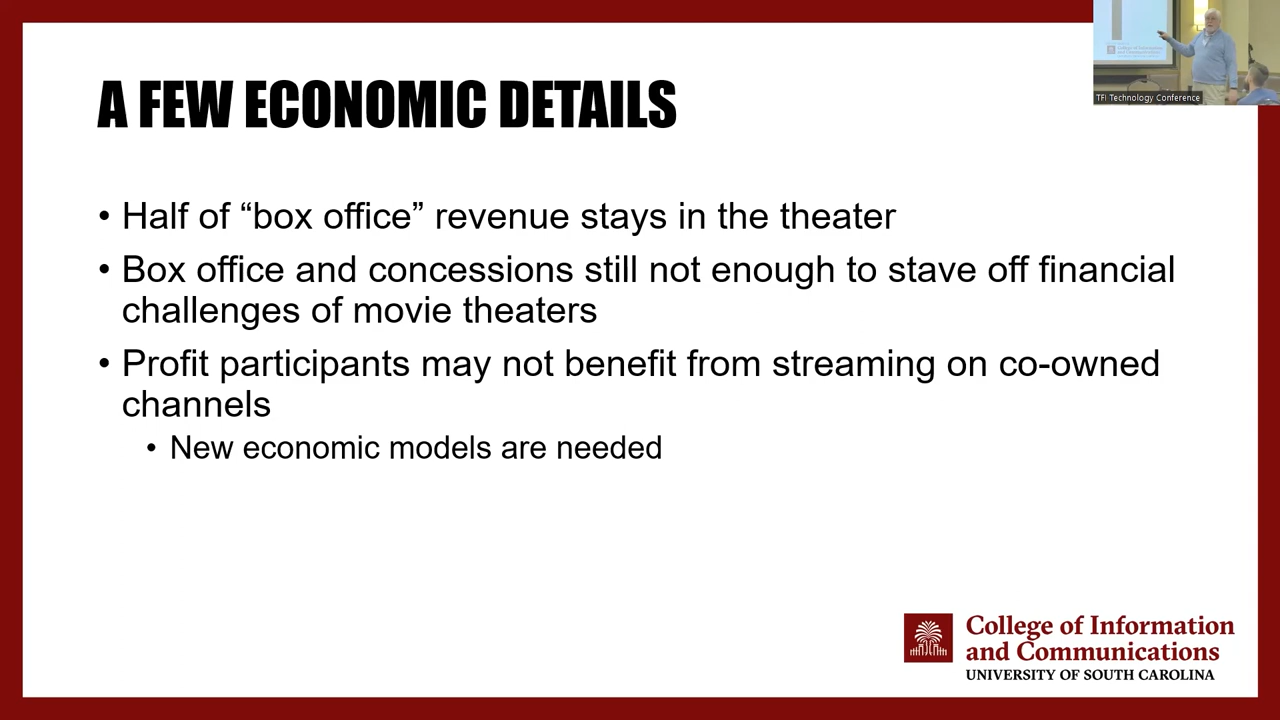 A FEW ECONOMIC DETAILS
• Half of “box office” revenue stays in the theater
• Box office and concessions still not enough to stave off financial
challenges of movie theaters
• Profit participants may not benefit from streaming on co-owned
channels
• New economic models are needed
TFI Technology Conference
College of Information
and Communications
UNIVERSITY OF SOUTH CAROLINA